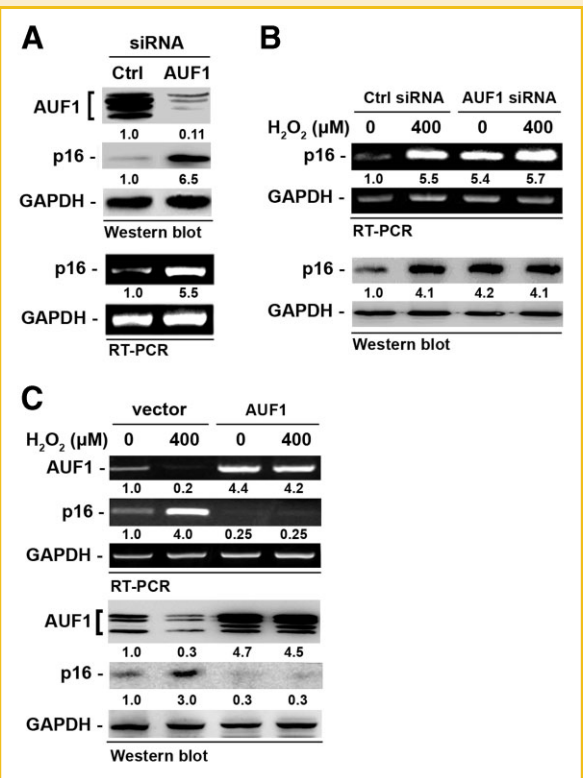 A
siRNA
Ctrl AUF1
AUF1
1.0 0.11
p16 -
1.0 6.5
GAPDH -
Western blot
p16 -
1.0 5.5
GAPDH -
RT-PCR
B
Ctrl siRNA AUF1 siRNA
H₂O₂ (µM) 0 400 0 400
p16 -
1.0 5.5 5.4 5.7
GAPDH -
RT-PCR
p16 -
1.0 4.1 4.2 4.1
GAPDH -
Western blot
C
vector AUF1
H₂O₂ (µM) 0 400 0 400
AUF1 -
1.0 0.2 4.4 4.2
p16 -
1.0 4.0 0.25 0.25
GAPDH -
RT-PCR
AUF1
1.0 0.3 4.7 4.5
p16 -
1.0 3.0 0.3 0.3
GAPDH -
Western blot